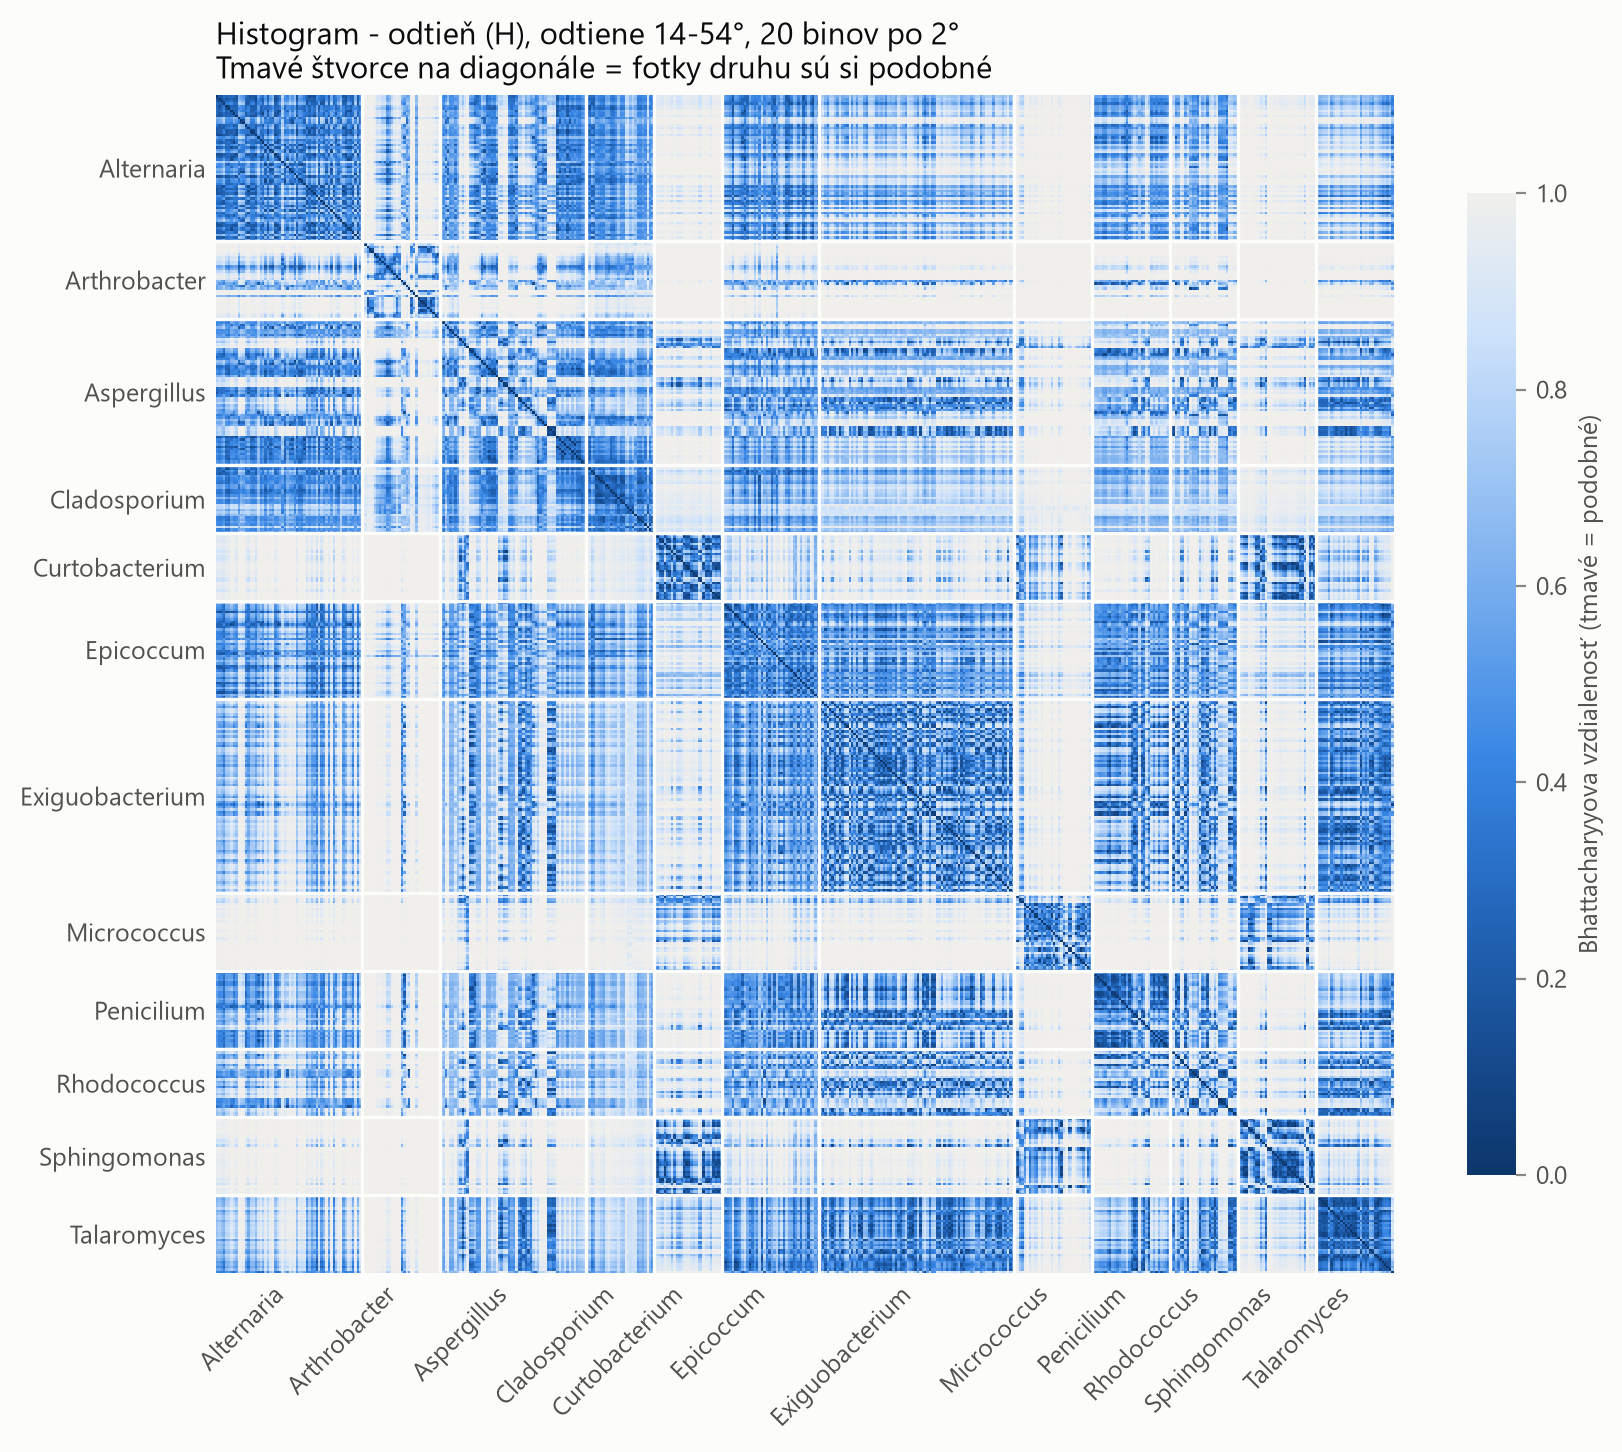 Histogram - odtieň (H), odtiene 14-54°, 20 binov po 2°
Tmavé štvorce na diagonále = fotky druhu sú si podobné
Alternaria
Arthrobacter
Aspergillus
Cladosporium
Curtobacterium
Epicoccum
Exiguobacterium
Micrococcus
Penicilium
Rhodococcus
Sphingomonas
Talaromyces
Alternaria
Arthrobacter
Aspergillus
Cladosporium
Curtobacterium
Epicoccum
Exiguobacterium
Micrococcus
Penicilium
Rhodococcus
Sphingomonas
Talaromyces
1.0
0.8
0.6
0.4
0.2
0.0
Bhattacharyyova vzdialenosť (tmavé = podobné)